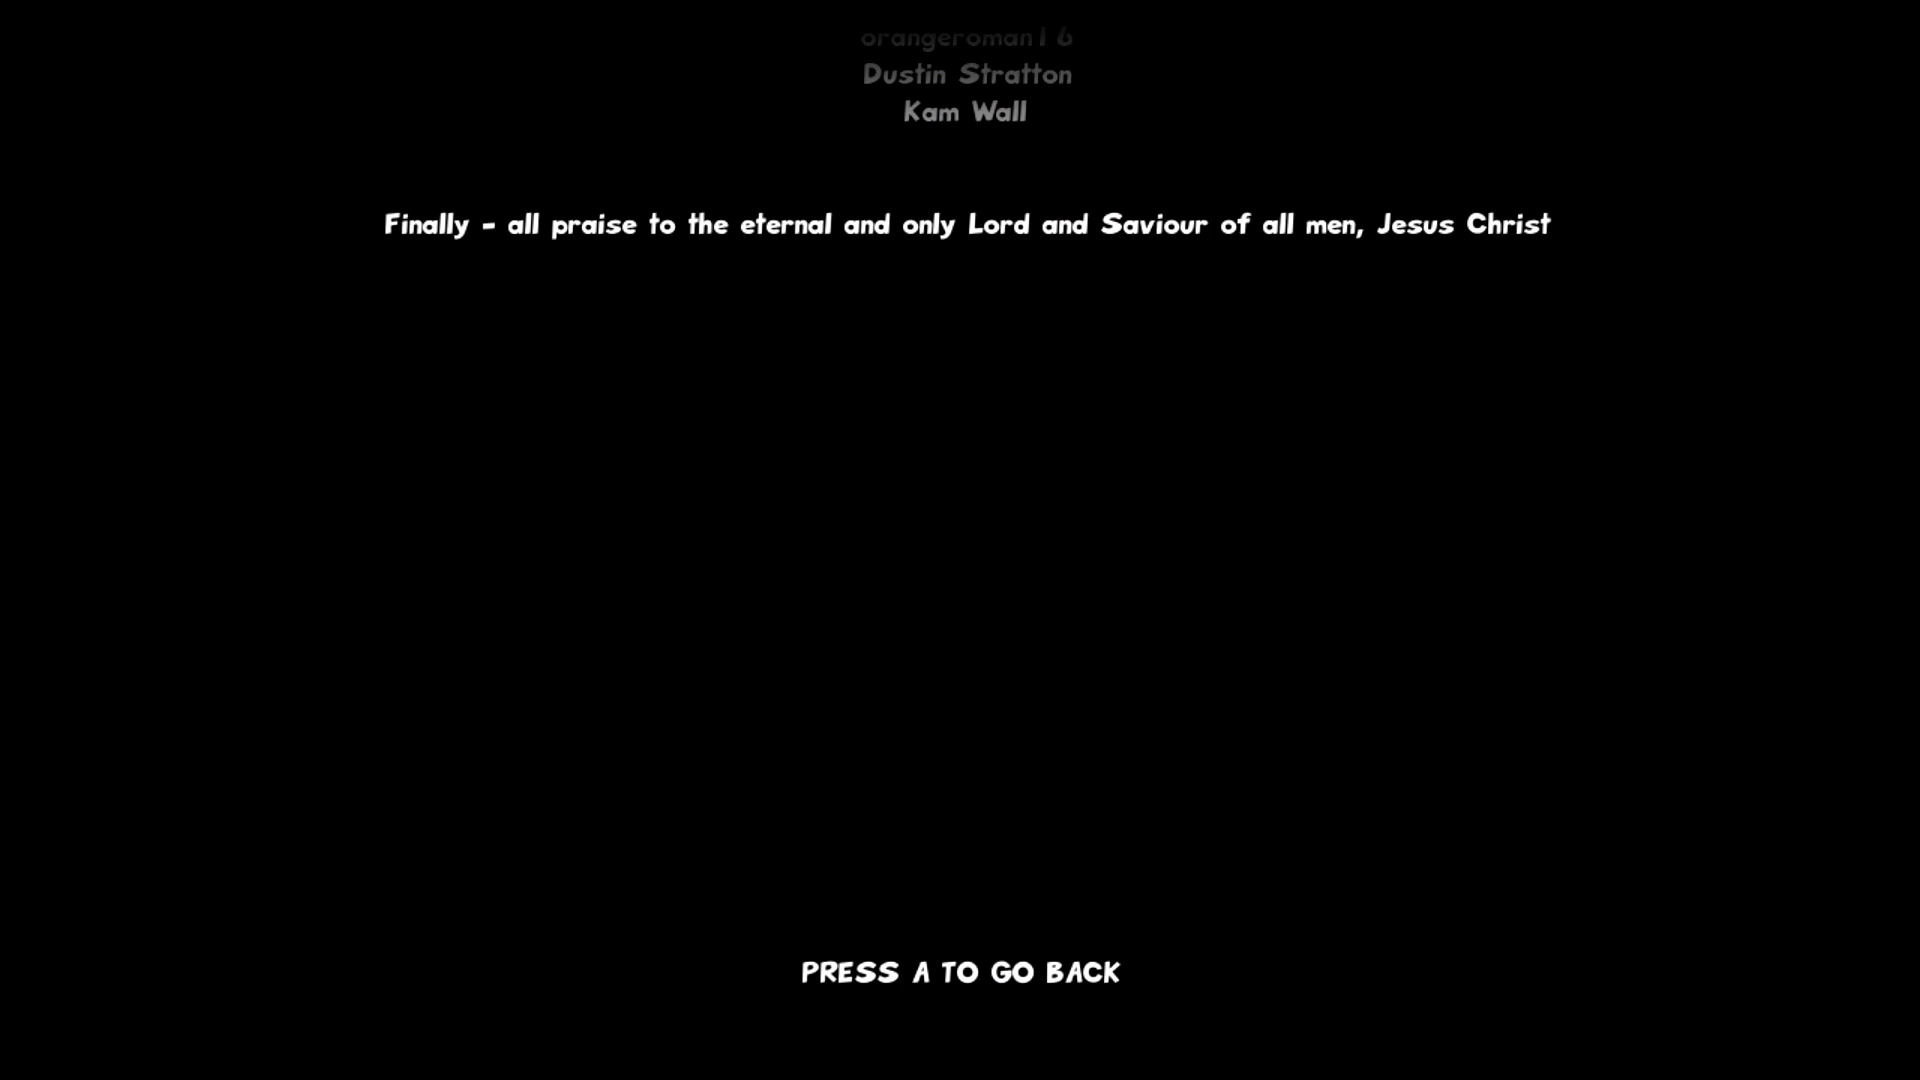 orangeroman16
Dustin Stratton
Kam Wall
Finally - all praise to the eternal and only Lord and Saviour of all men, Jesus Christ
PRESS A TO GO BACK